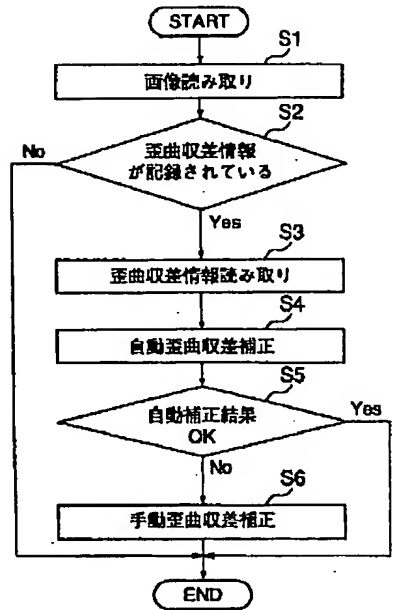 START
S1
画像読み取り
S2
歪曲収差情報
が記録されている
No
Yes
S3
歪曲収差情報読み取り
S4
自動歪曲収差補正
S5
自動補正結果
OK
Yes
No
S6
手動歪曲収差補正
END